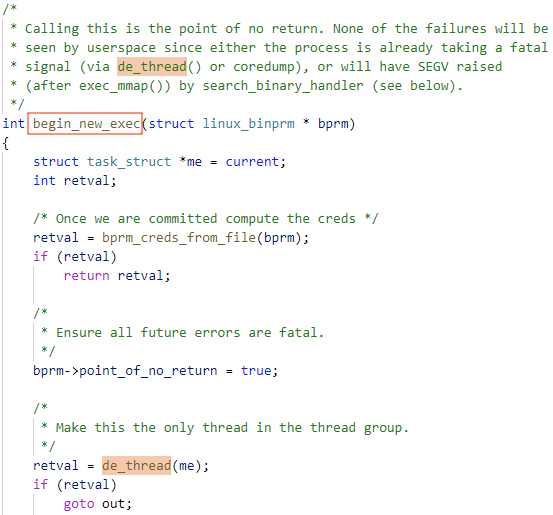 /*
 * Calling this is the point of no return. None of the failures will be
 * seen by userspace since either the process is already taking a fatal
 * signal (via de_thread() or coredump), or will have SEGV raised
 * (after exec_mmap()) by search_binary_handler (see below).
 */
int begin_new_exec(struct linux_binprm * bprm)
{
    struct task_struct *me = current;
    int retval;

    /* Once we are committed compute the creds */
    retval = bprm_creds_from_file(bprm);
    if (retval)
        return retval;

    /*
     * Ensure all future errors are fatal.
     */
    bprm->point_of_no_return = true;

    /*
     * Make this the only thread in the thread group.
     */
    retval = de_thread(me);
    if (retval)
        goto out;